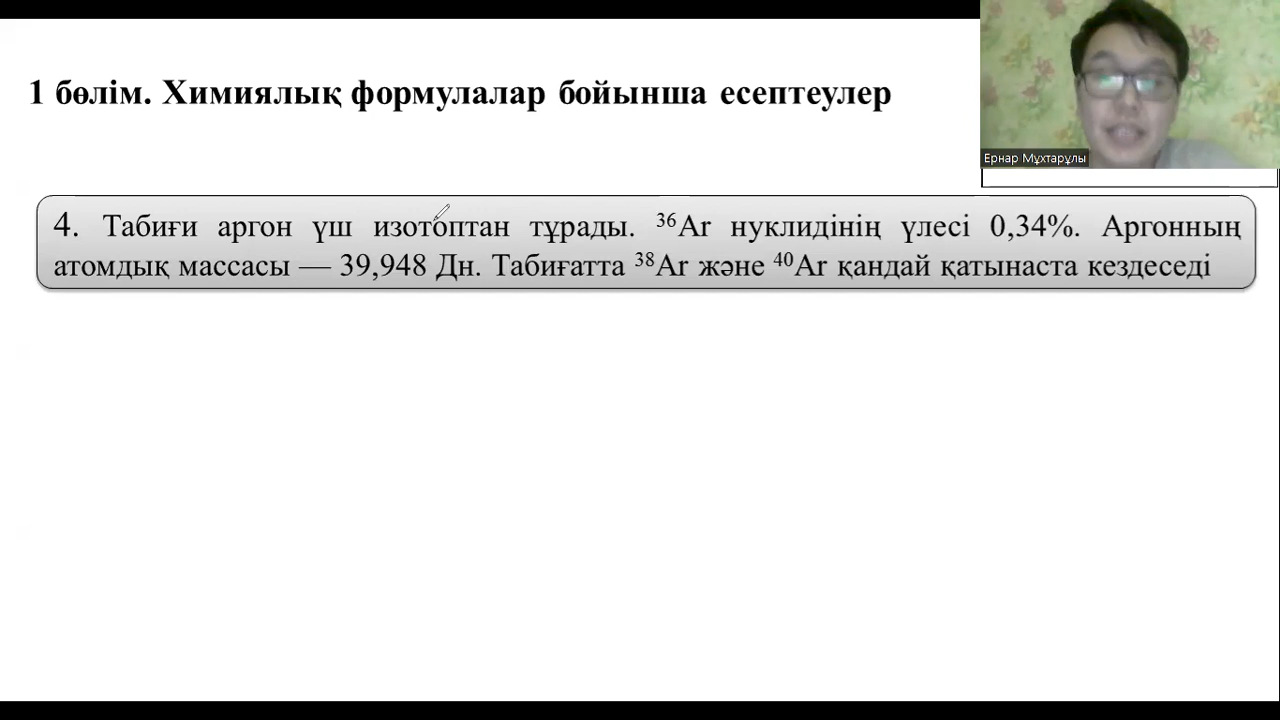 1 бөлім. Химиялық формулалар бойынша есептеулер
Ернар Мұхтарұлы
4. Табиғи аргон үш изотоптан тұрады. ³⁶Ar нуклидінің үлесі 0,34%. Аргонның
атомдық массасы — 39,948 Дн. Табиғатта ³⁸Ar және ⁴⁰Ar қандай қатынаста кездеседі